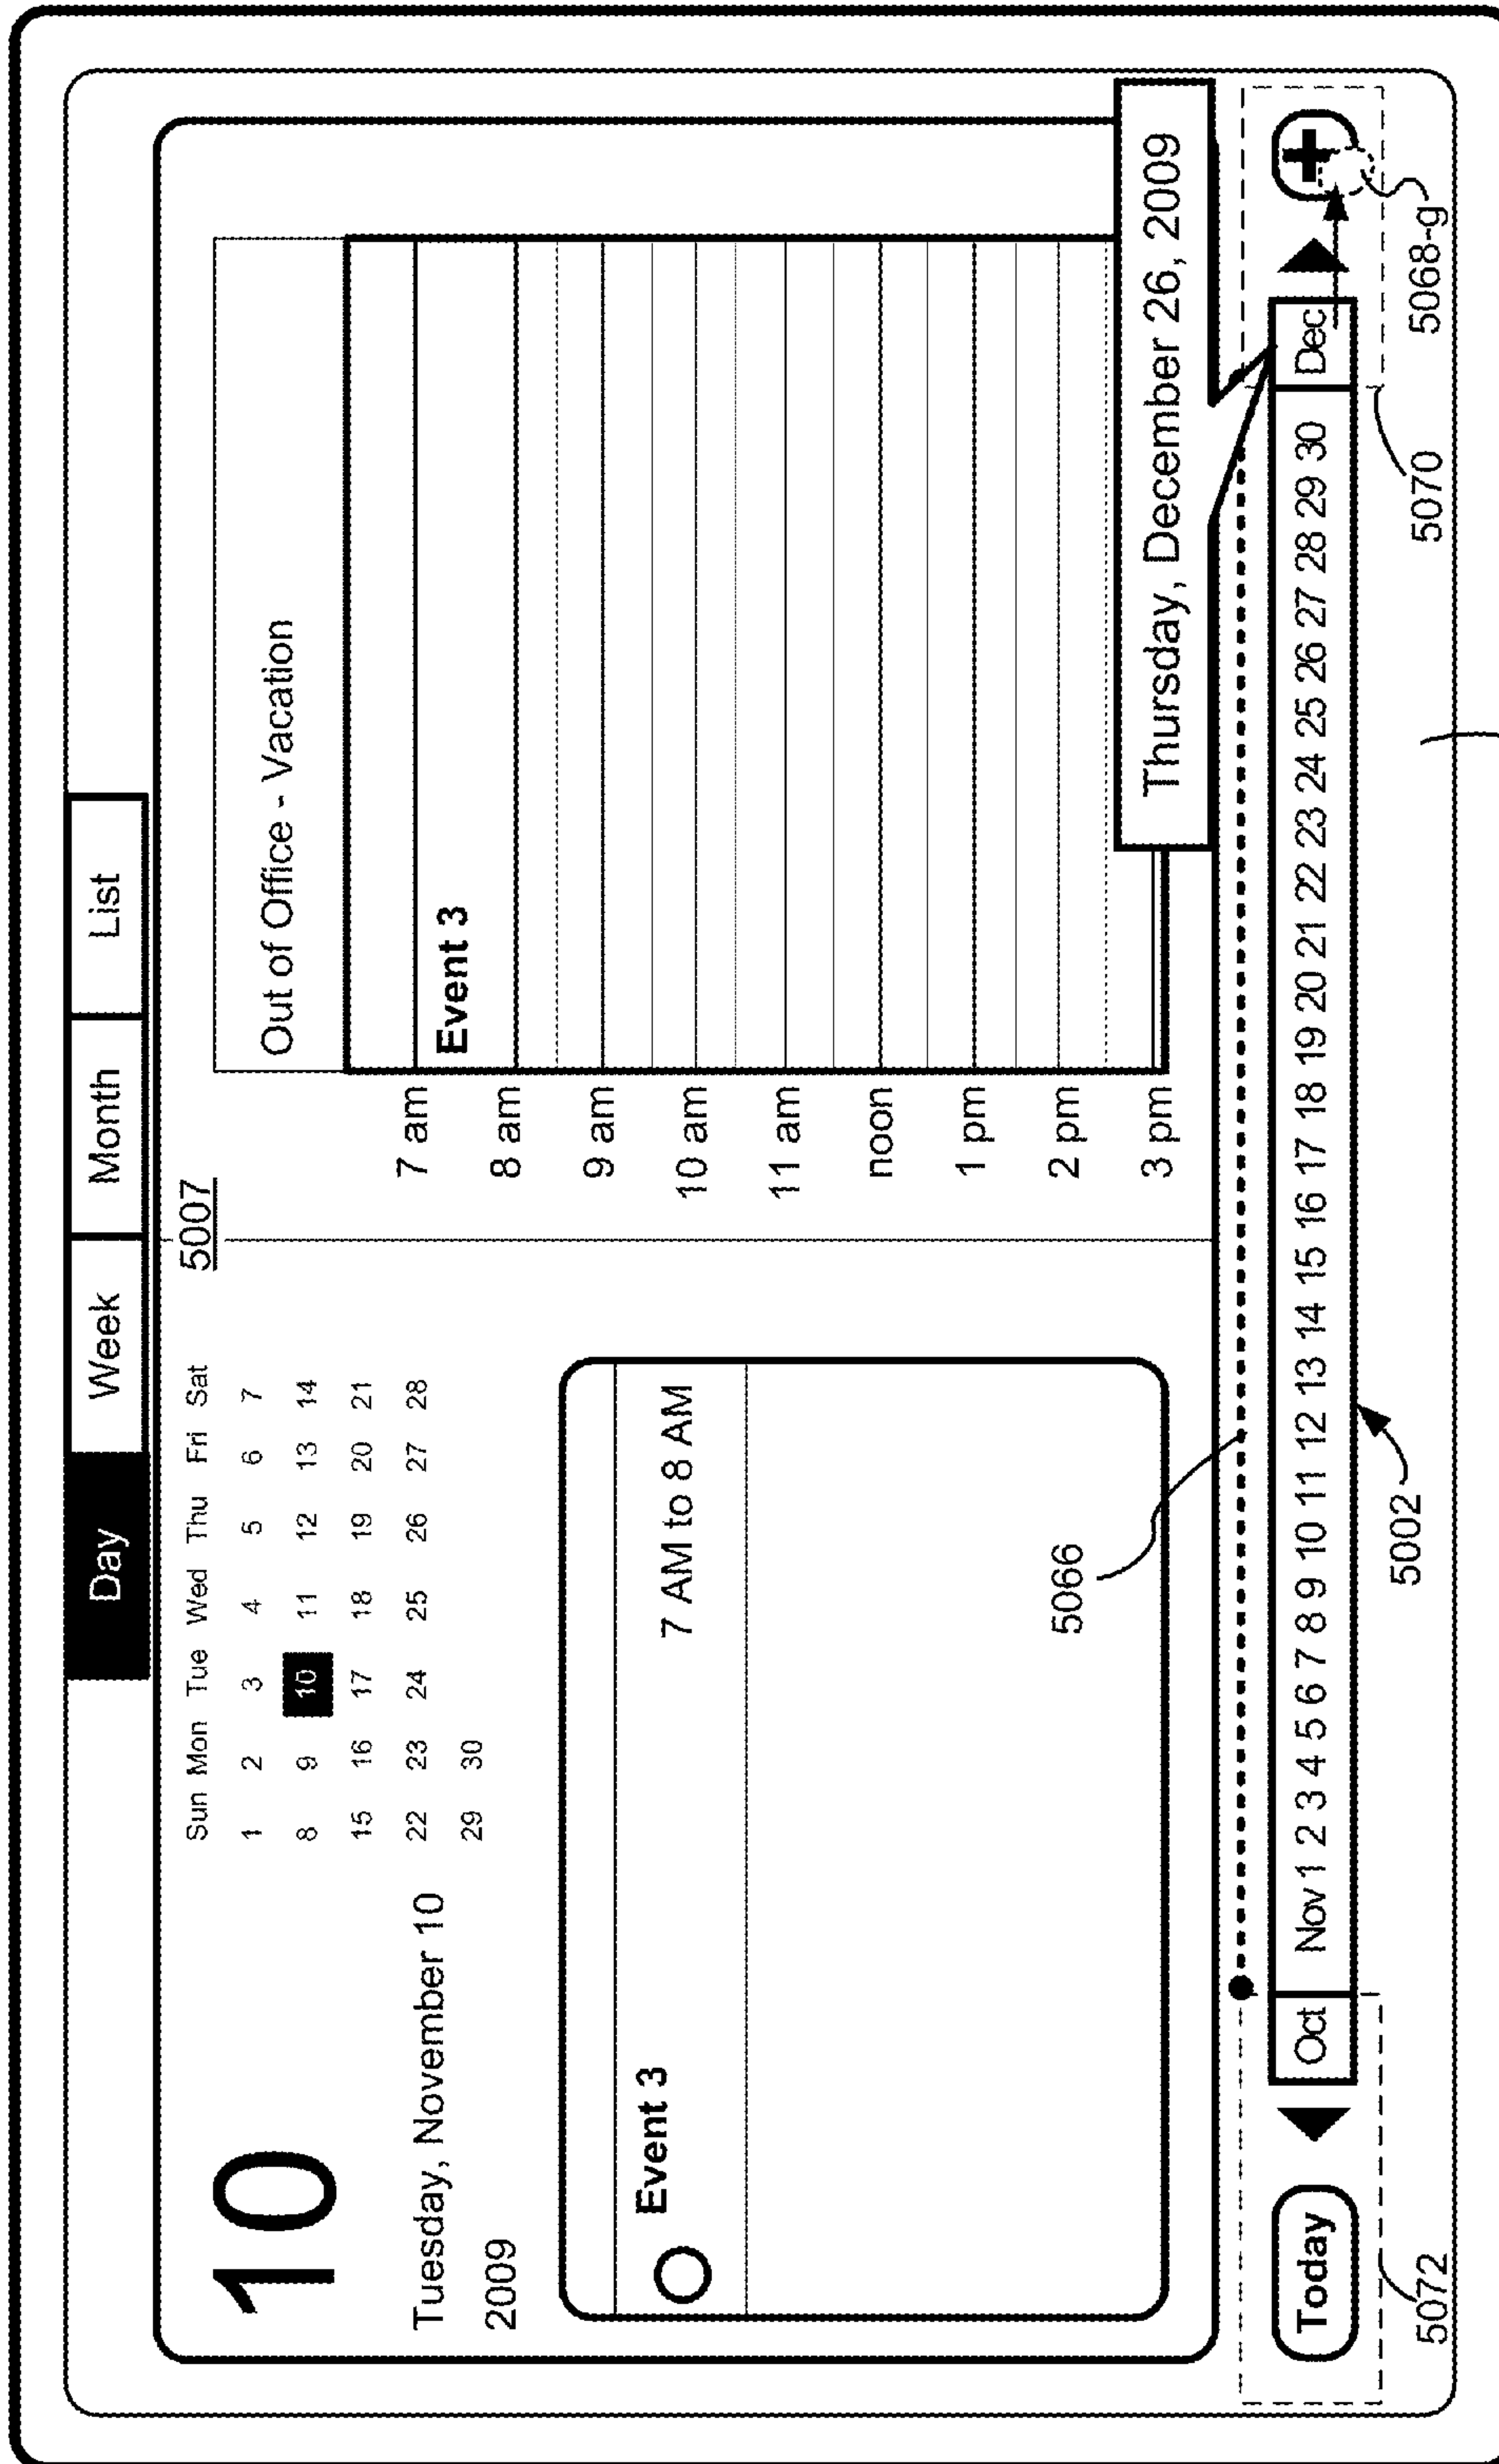 Day Week Month List
5007
10
Tuesday, November 10
2009
Sun Mon Tue Wed Thu Fri Sat
1 2 3 4 5 6 7
8 9 10 11 12 13 14
15 16 17 18 19 20 21
22 23 24 25 26 27 28
29 30
Event 3
7 AM to 8 AM
Out of Office - Vacation
7 am
Event 3
8 am
9 am
10 am
11 am
noon
1 pm
2 pm
3 pm
Thursday, December 26, 2009
5066
Today Oct Nov 1 2 3 4 5 6 7 8 9 10 11 12 13 14 15 16 17 18 19 20 21 22 23 24 25 26 27 28 29 30 Dec +
5072
5002
5070
5068-g